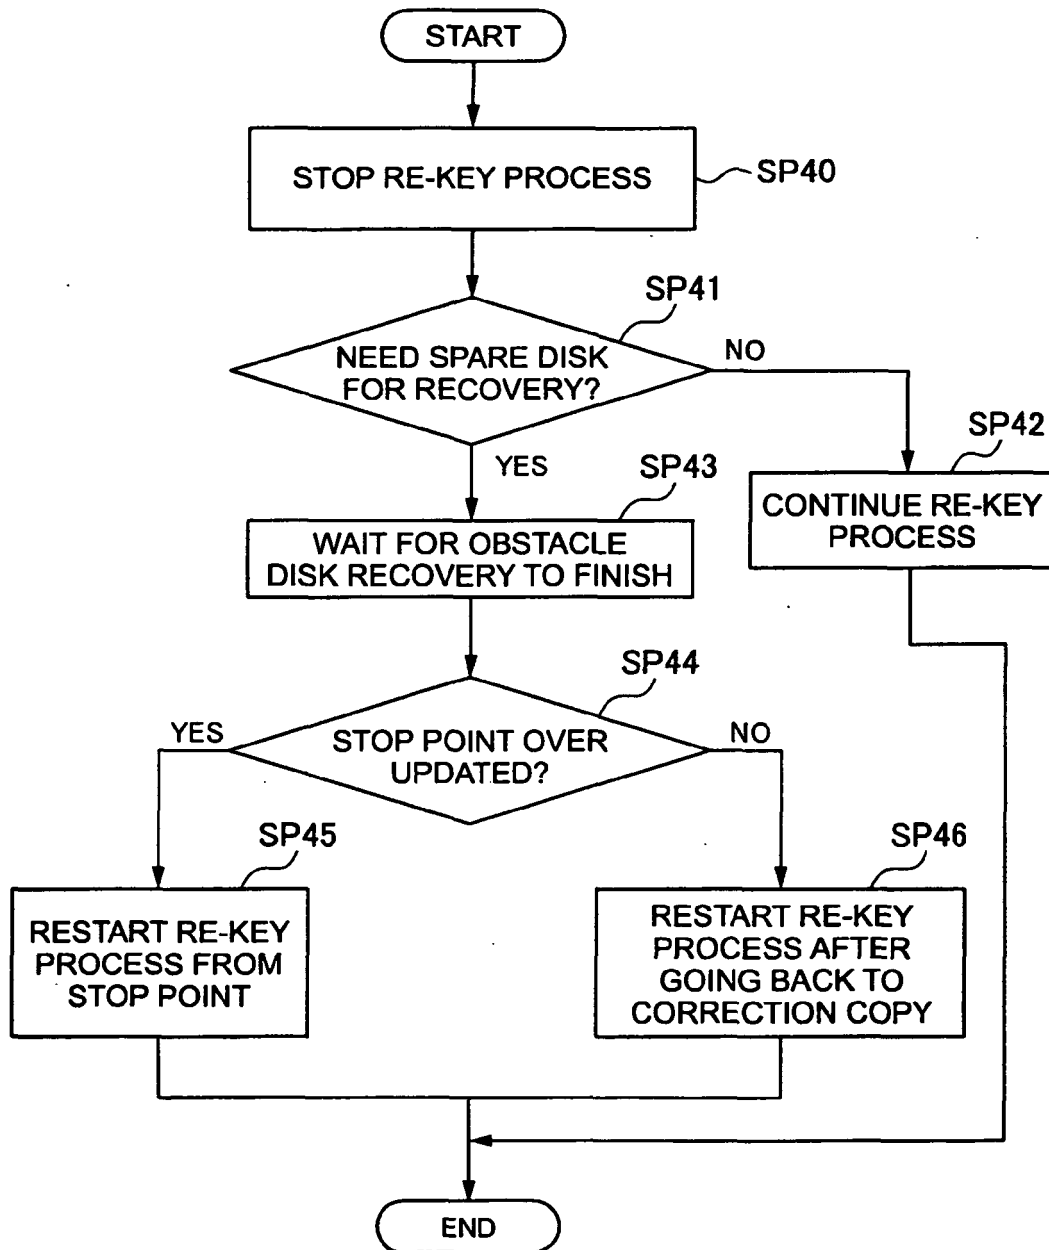 START
STOP RE-KEY PROCESS
SP40
SP41
NEED SPARE DISK
FOR RECOVERY?
NO
YES
SP42
CONTINUE RE-KEY
PROCESS
SP43
WAIT FOR OBSTACLE
DISK RECOVERY TO FINISH
SP44
STOP POINT OVER
UPDATED?
YES
NO
SP45
RESTART RE-KEY
PROCESS FROM
STOP POINT
SP46
RESTART RE-KEY
PROCESS AFTER
GOING BACK TO
CORRECTION COPY
END